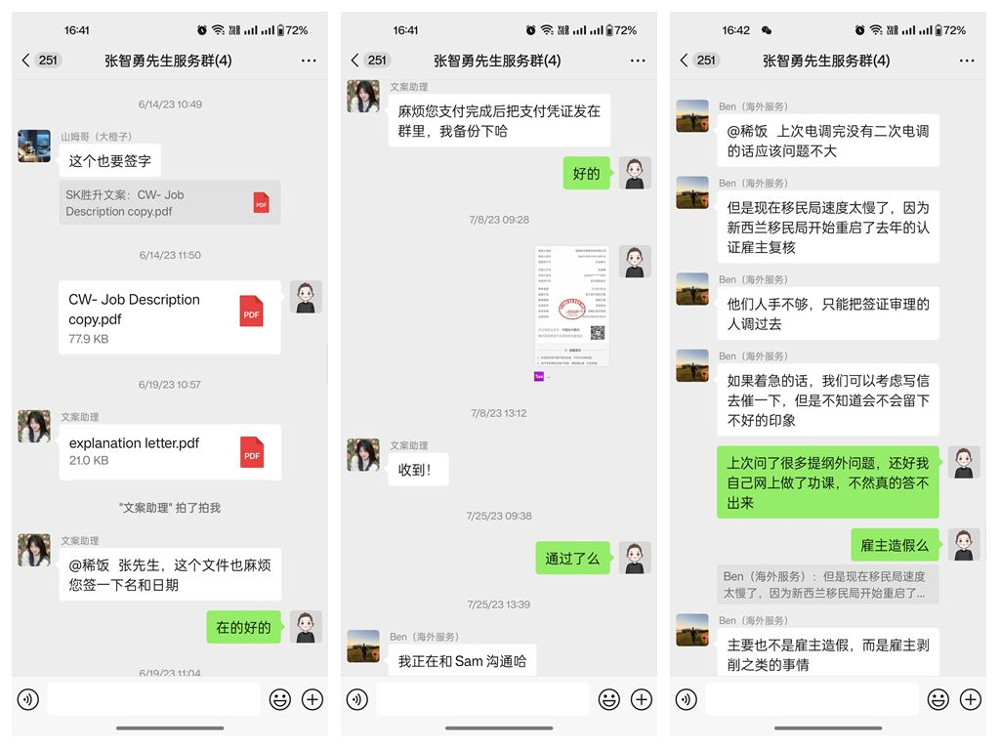 16:41
72%
251
张智勇先生服务群(4)
6/14/23 10:49
山姆哥（大橙子）
这个也要签字
SK胜升文案：CW- Job
Description copy.pdf
PDF
6/14/23 11:50
CW- Job Description
copy.pdf
77.9 KB
PDF
6/19/23 10:57
文案助理
explanation letter.pdf
21.0 KB
PDF
"文案助理" 拍了拍我
文案助理
@稀饭 张先生，这个文件也麻烦
您签一下名和日期
在的好的
6/19/23 11:04
16:41
72%
251
张智勇先生服务群(4)
文案助理
麻烦您支付完成后把支付凭证发在
群里，我备份下哈
好的
7/8/23 09:28
7/8/23 13:12
文案助理
收到！
7/25/23 09:38
通过了么
7/25/23 13:39
Ben（海外服务）
我正在和 Sam 沟通哈
16:42
72%
251
张智勇先生服务群(4)
Ben（海外服务）
@稀饭 上次电调完没有二次电调
的话应该问题不大
Ben（海外服务）
但是现在移民局速度太慢了，因为
新西兰移民局开始重启了去年的认
证雇主复核
Ben（海外服务）
他们人手不够，只能把签证审理的
人调过去
Ben（海外服务）
如果着急的话，我们可以考虑写信
去催一下，但是不知道会不会留下
不好的印象
上次问了很多提纲外问题，还好我
自己网上做了功课，不然真的答不
出来
雇主造假么
Ben（海外服务）：但是现在移民局速度
太慢了，因为新西兰移民局开始重启了...
Ben（海外服务）
主要也不是雇主造假，而是雇主剥
削之类的事情